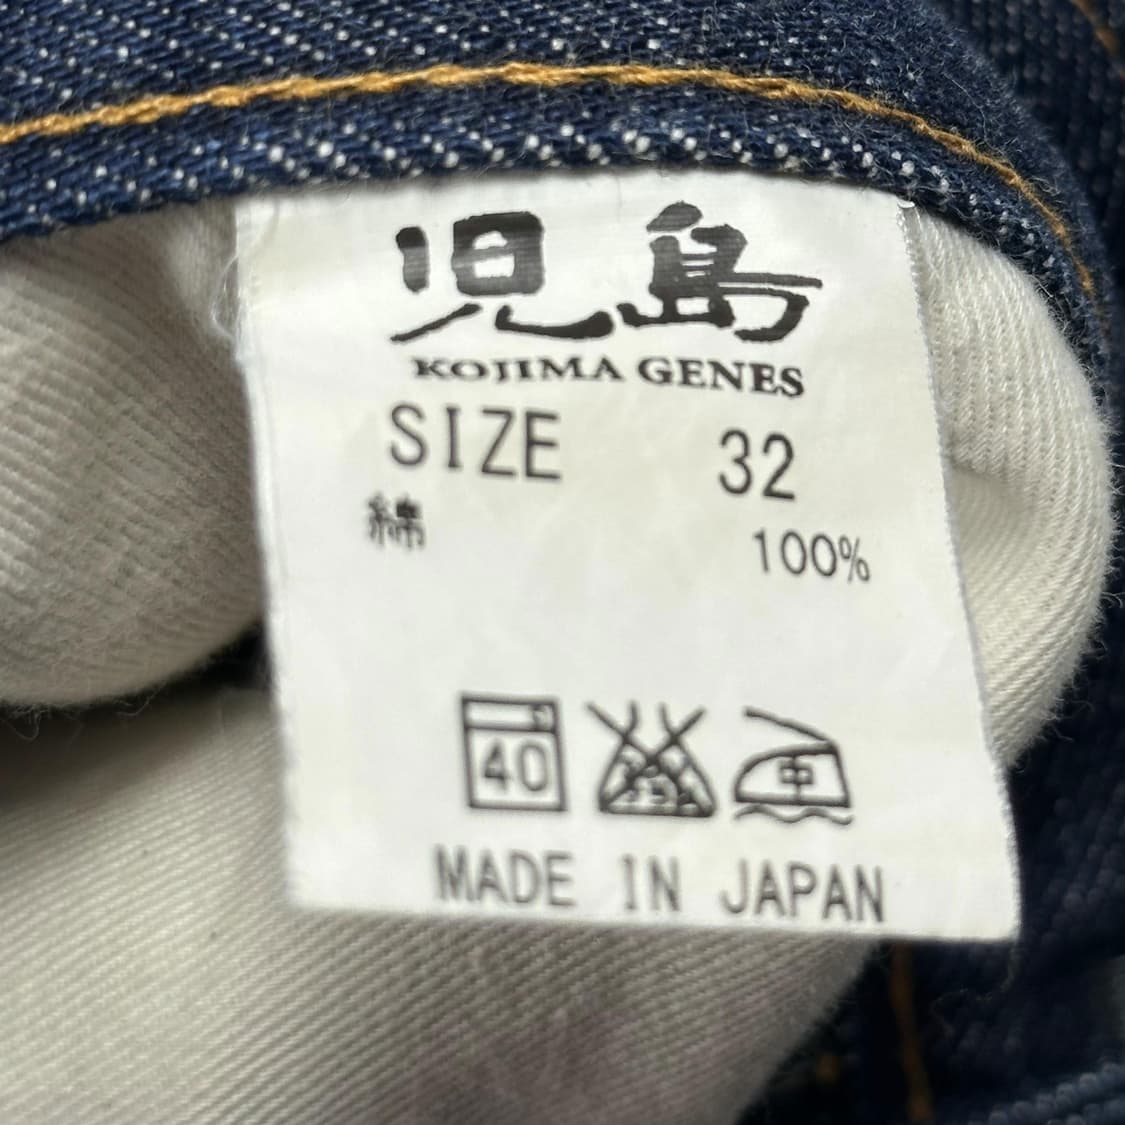 児島
KOJIMA GENES
SIZE 32
綿 100%
40 中
MADE IN JAPAN